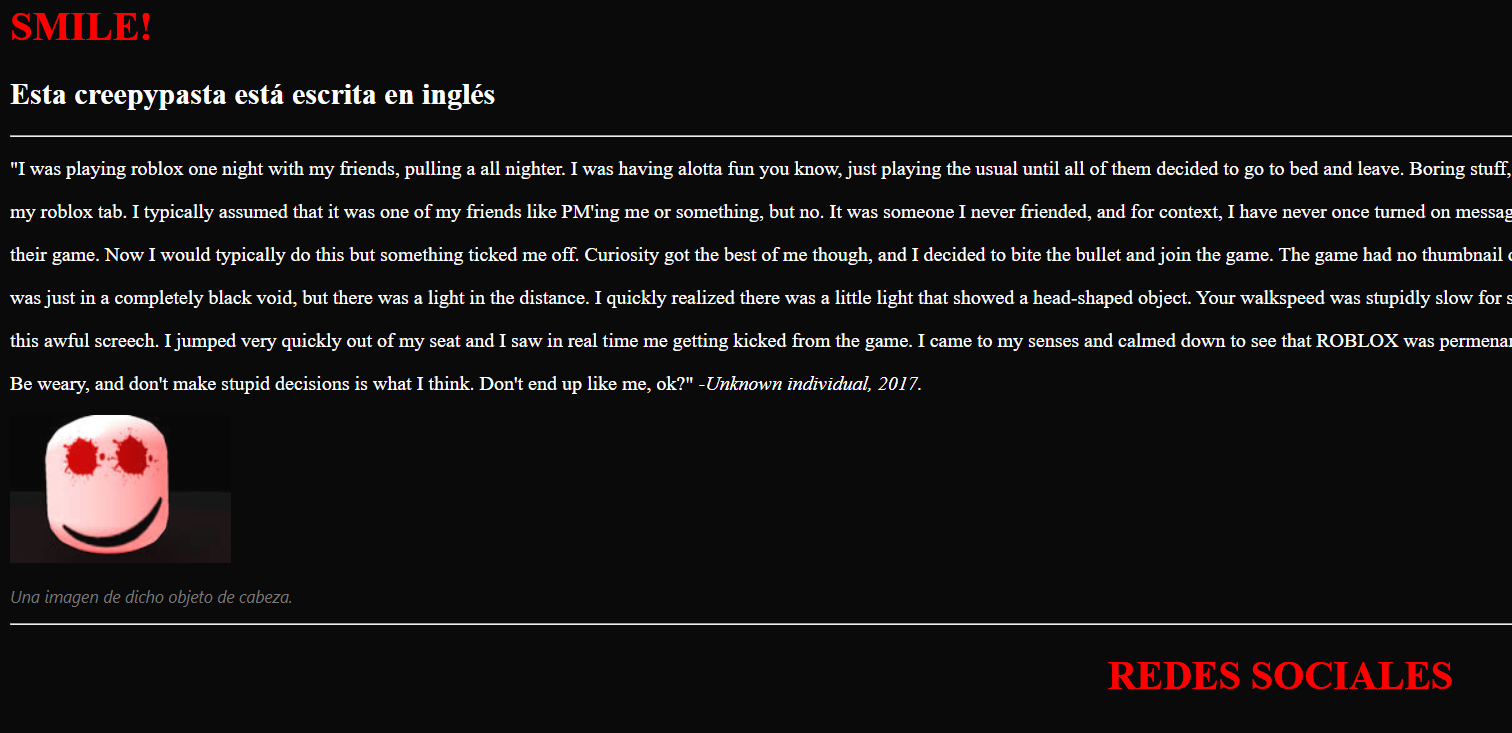 SMILE!
Esta creepypasta está escrita en inglés
"I was playing roblox one night with my friends, pulling a all nighter. I was having alotta fun you know, just playing the usual until all of them decided to go to bed and leave. Boring stuff,
my roblox tab. I typically assumed that it was one of my friends like PM'ing me or something, but no. It was someone I never friended, and for context, I have never once turned on messag
their game. Now I would typically do this but something ticked me off. Curiosity got the best of me though, and I decided to bite the bullet and join the game. The game had no thumbnail
was just in a completely black void, but there was a light in the distance. I quickly realized there was a little light that showed a head-shaped object. Your walkspeed was stupidly slow for s
this awful screech. I jumped very quickly out of my seat and I saw in real time me getting kicked from the game. I came to my senses and calmed down to see that ROBLOX was permenar
Be weary, and don't make stupid decisions is what I think. Don't end up like me, ok?" -Unknown individual, 2017.
Una imagen de dicho objeto de cabeza.
REDES SOCIALES